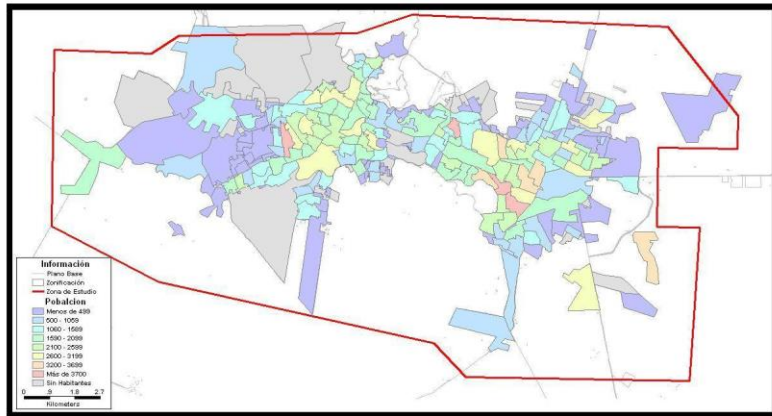 Información
Plano Base
Zonificación
Zona de Estudio
Pobalcion
Menos de 499
500 - 1059
1060 - 1589
1590 - 2099
2100 - 2599
2600 - 3199
3200 - 3699
Más de 3700
Sin Habitantes
0 .9 1.8 2.7
Kilometers